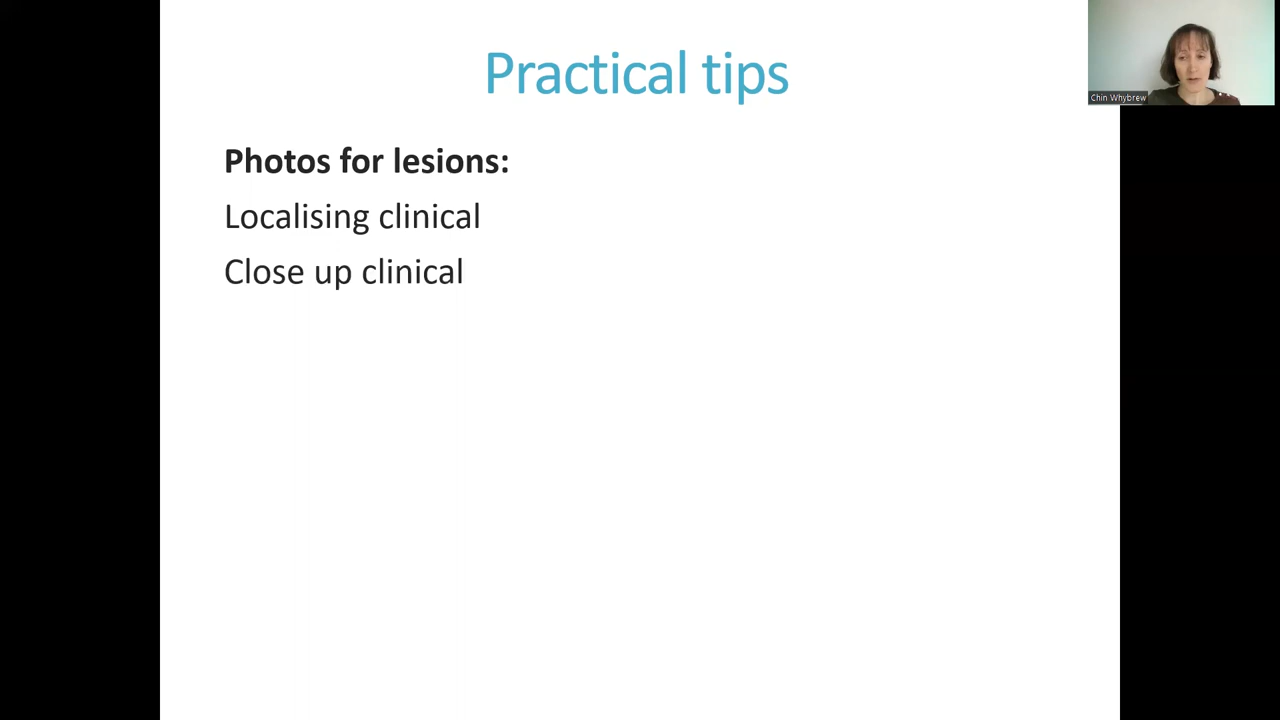 Practical tips
Chin Whybrew
Photos for lesions:
Localising clinical
Close up clinical